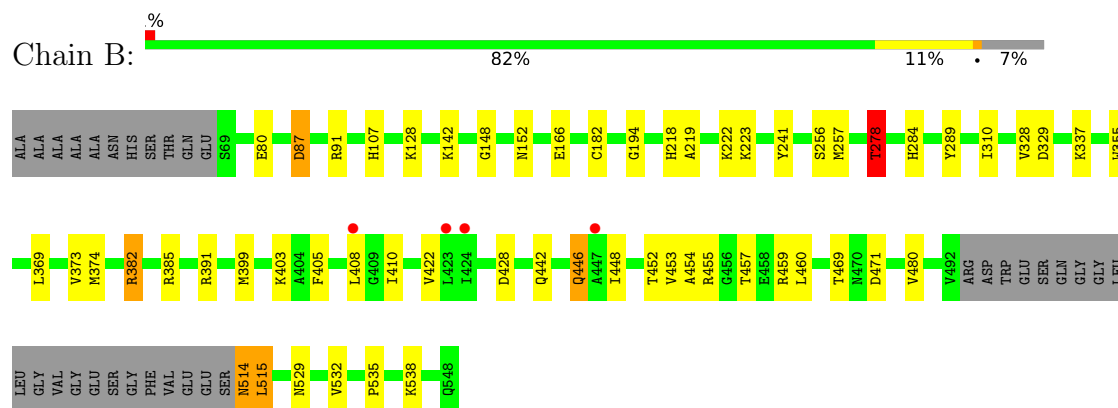 .%
Chain B:
82% 11% • 7%
ALA ALA ALA ALA ALA ASN HIS SER THR GLN GLU S69 E80 D87 R91 H107 K128 K142 G148 N152 E166 C182 G194 H218 A219 K222 K223 Y241 S256 M257 T278 H284 Y289 I310 V328 D329 K337 W355
L369 V373 M374 R382 R385 R391 M399 K403 A404 F405 L408 G409 I410 V422 L423 I424 D428 Q442 Q446 A447 I448 T452 V453 A454 R455 G456 T457 E458 R459 L460 T469 N470 D471 V480 V492 ARG ASP TRP GLU SER GLN GLY GLY LEU
LEU GLY VAL GLY GLU SER GLY PHE VAL GLU GLU SER N514 L515 N529 V532 P535 K538 Q548